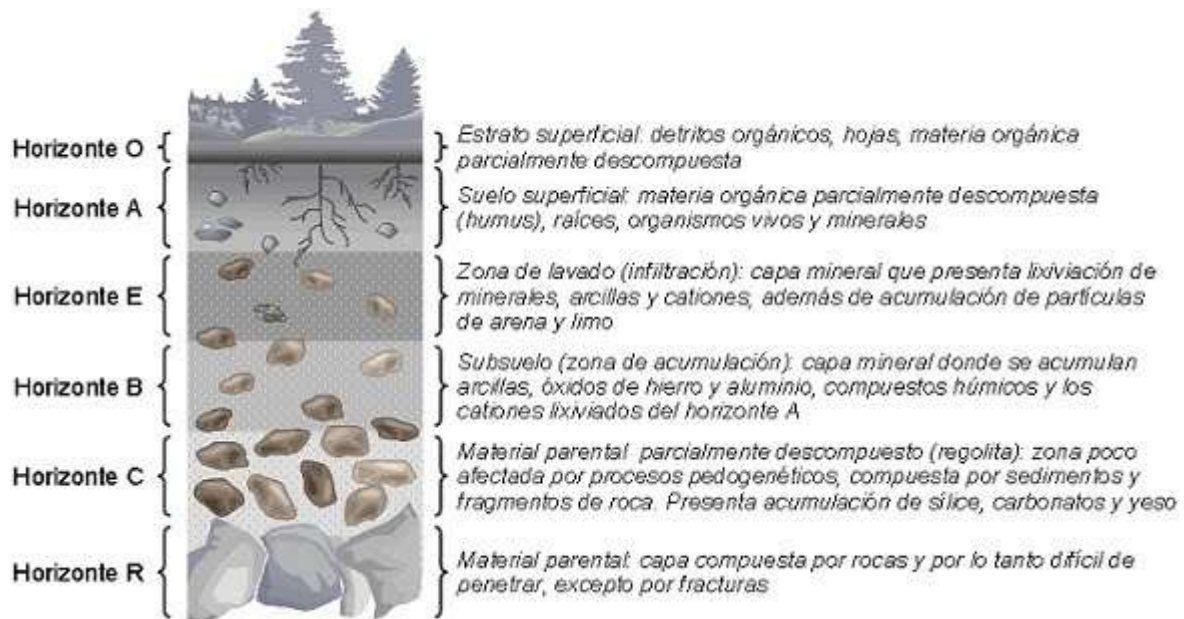 Horizonte O
Estrato superficial: detritos orgánicos, hojas, materia orgánica
parcialmente descompuesta
Horizonte A
Suelo superficial: materia orgánica parcialmente descompuesta
(humus), raíces, organismos vivos y minerales
Horizonte E
Zona de lavado (infiltración): capa mineral que presenta lixiviación de
minerales, arcillas y cationes, además de acumulación de partículas
de arena y limo
Horizonte B
Subsuelo (zona de acumulación): capa mineral donde se acumulan
arcillas, óxidos de hierro y aluminio, compuestos húmicos y los
cationes lixiviados del horizonte A
Horizonte C
Material parental parcialmente descompuesto (regolita): zona poco
afectada por procesos pedogenéticos, compuesta por sedimentos y
fragmentos de roca. Presenta acumulación de sílice, carbonatos y yeso
Horizonte R
Material parental: capa compuesta por rocas y por lo tanto difícil de
penetrar, excepto por fracturas